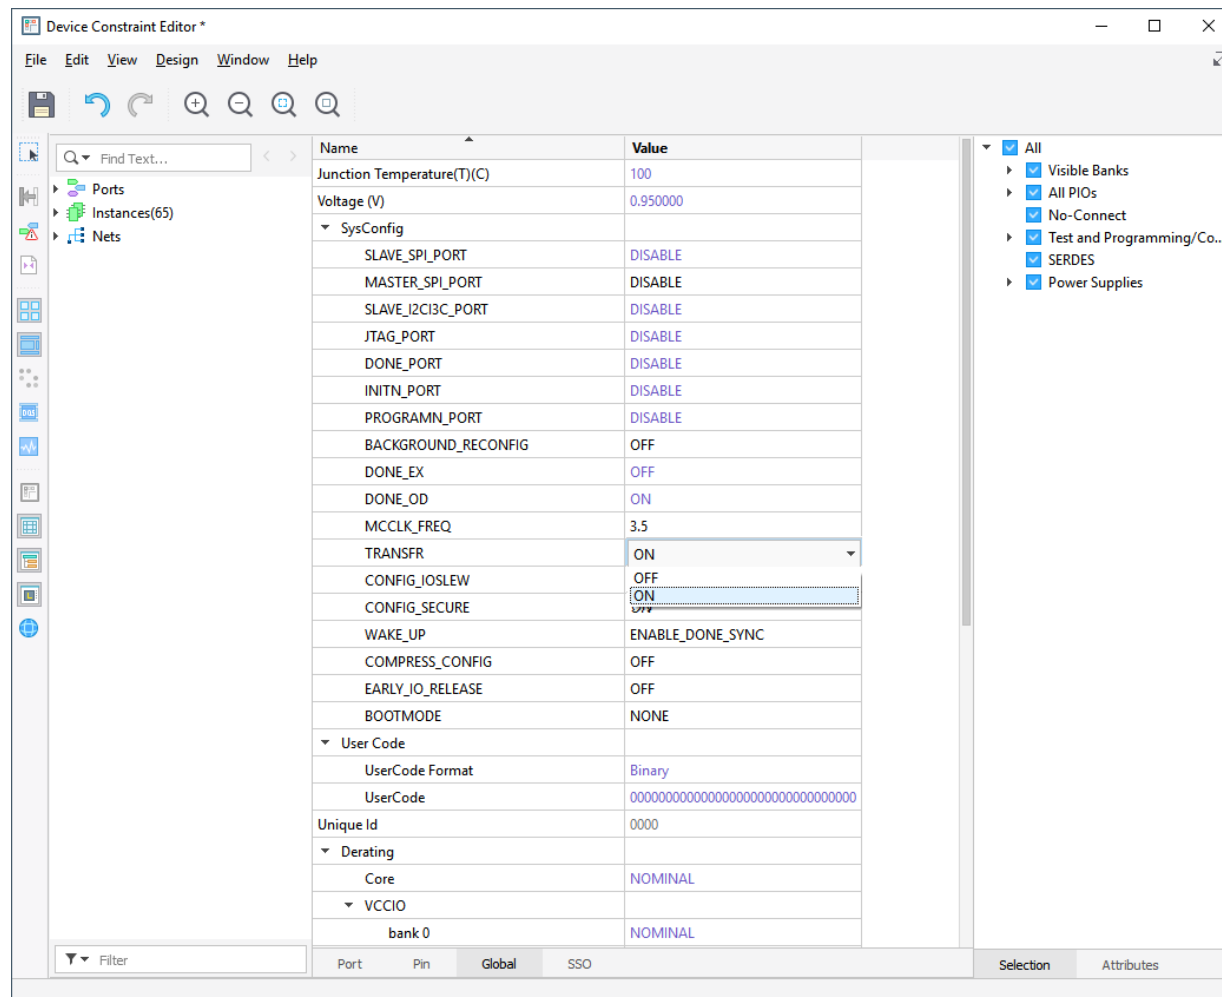 Device Constraint Editor *
File Edit View Design Window Help
Find Text...
Ports
Instances(65)
Nets
DQS
Filter
Name Value
Junction Temperature(T)(C) 100
Voltage (V) 0.950000
SysConfig
SLAVE_SPI_PORT DISABLE
MASTER_SPI_PORT DISABLE
SLAVE_I2CI3C_PORT DISABLE
JTAG_PORT DISABLE
DONE_PORT DISABLE
INITN_PORT DISABLE
PROGRAMN_PORT DISABLE
BACKGROUND_RECONFIG OFF
DONE_EX OFF
DONE_OD ON
MCCLK_FREQ 3.5
TRANSFR ON
OFF
ON
CONFIG_IOSLEW
CONFIG_SECURE
WAKE_UP ENABLE_DONE_SYNC
COMPRESS_CONFIG OFF
EARLY_IO_RELEASE OFF
BOOTMODE NONE
User Code
UserCode Format Binary
UserCode 00000000000000000000000000000000
Unique Id 0000
Derating
Core NOMINAL
VCCIO
bank 0 NOMINAL
Port Pin Global SSO
All
Visible Banks
All PIOs
No-Connect
Test and Programming/Co...
SERDES
Power Supplies
Selection Attributes